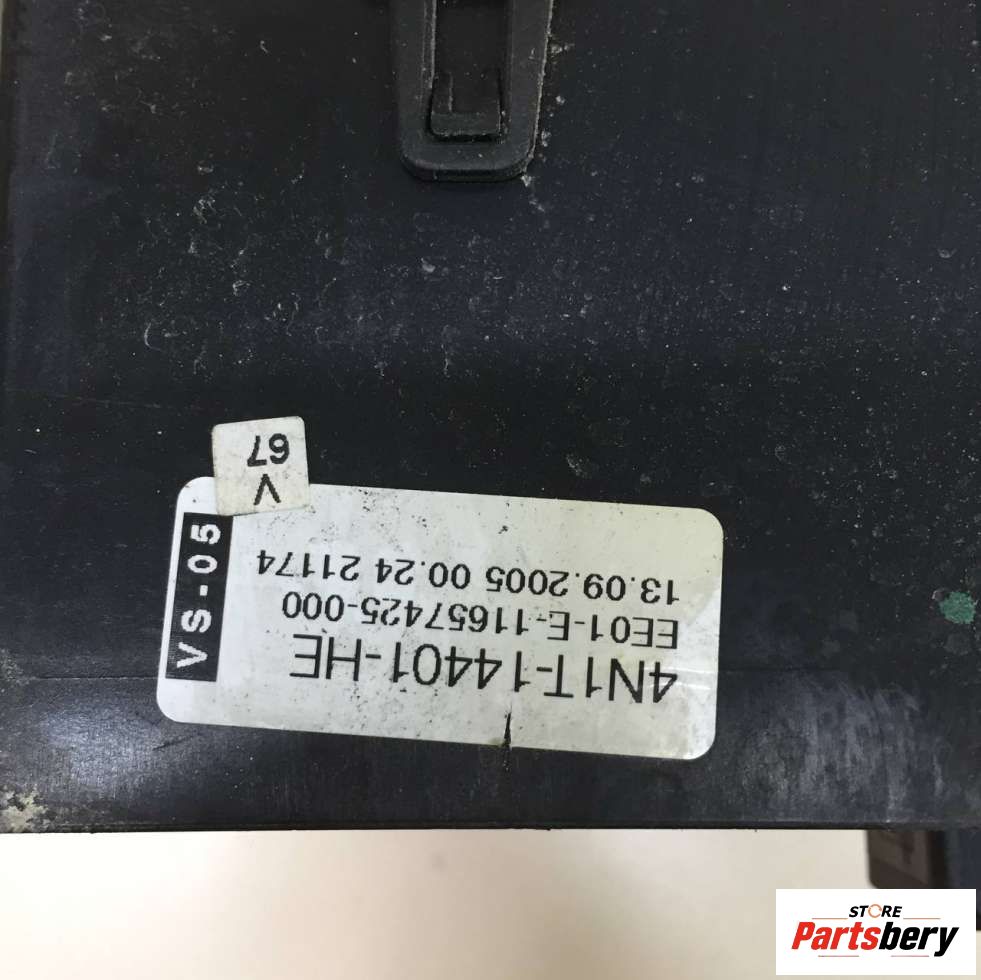 4N1T-14401-HE
EE01-E-11657425-000
13.09.2005 00.24 21174
VS-05
V
67
STORE
Partsbery